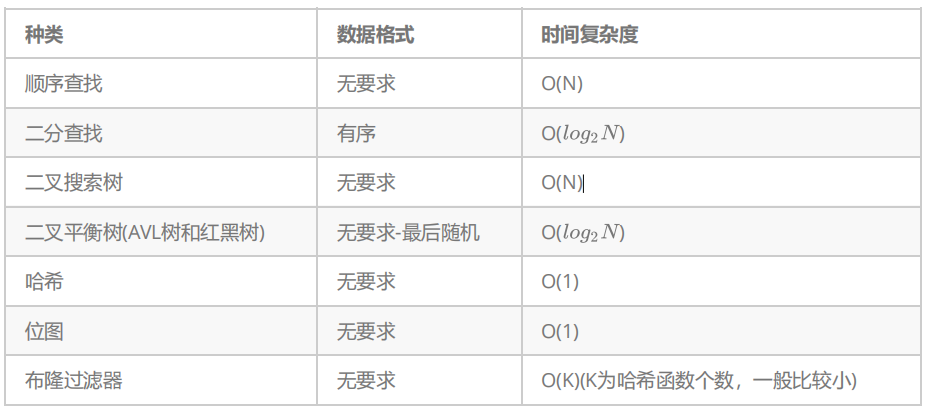 种类 数据格式 时间复杂度
顺序查找 无要求 O(N)
二分查找 有序 O(log₂N)
二叉搜索树 无要求 O(N)
二叉平衡树(AVL树和红黑树) 无要求-最后随机 O(log₂N)
哈希 无要求 O(1)
位图 无要求 O(1)
布隆过滤器 无要求 O(K)(K为哈希函数个数，一般比较小)